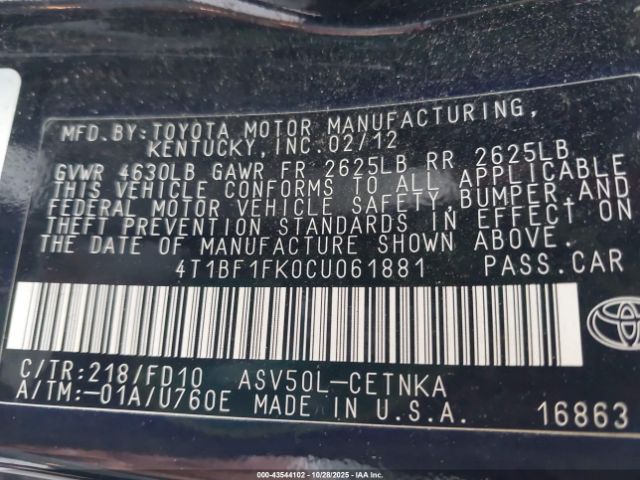 MFD.BY:TOYOTA MOTOR MANUFACTURING,
KENTUCKY,INC.02/12
GVWR 4630LB GAWR FR 2625LB RR 2625LB
THIS VEHICLE CONFORMS TO ALL APPLICABLE
FEDERAL MOTOR VEHICLE SAFETY,BUMPER,AND
THEFT PREVENTION STANDARDS IN EFFECT ON
THE DATE OF MANUFACTURE SHOWN ABOVE.
4T1BF1FK0CU061881 PASS.CAR
C/TR:218/FD10 ASV50L-CETNKA
A/TM:-01A/U760E MADE IN U.S.A. 16863
© - 43544102 - 10/28/2025 - IAAI.COM